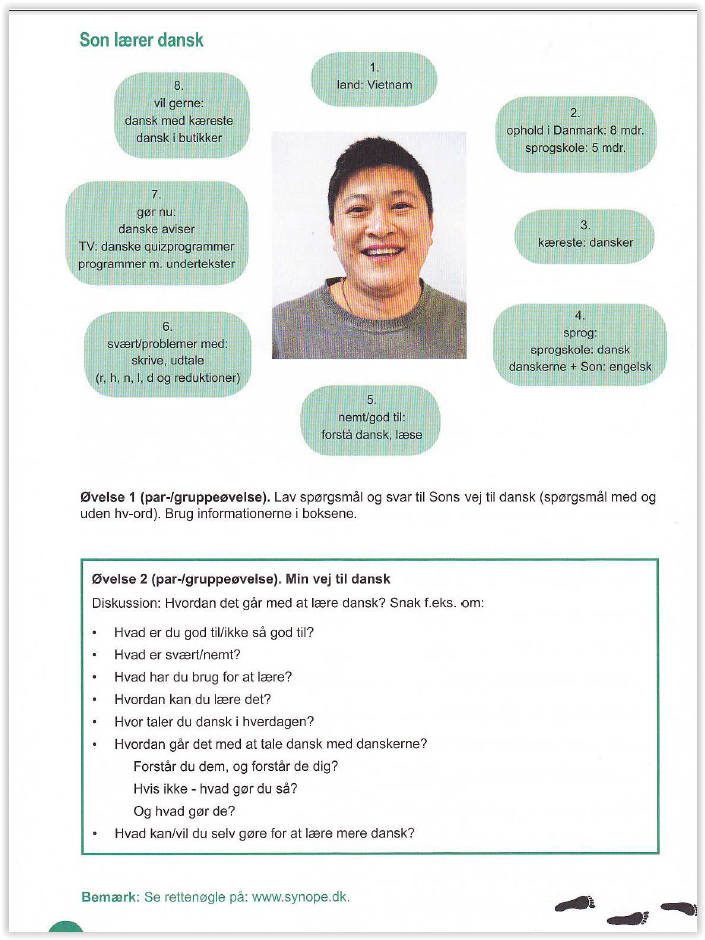 Son lærer dansk
1.
land: Vietnam
2.
ophold i Danmark: 8 mdr.
sprogskole: 5 mdr.
3.
kæreste: dansker
4.
sprog:
sprogskole: dansk
danskerne + Son: engelsk
5.
nemt/god til:
forstå dansk, læse
6.
svært/problemer med:
skrive, udtale
(r, h, n, l, d og reduktioner)
7.
gør nu:
danske aviser
TV: danske quizprogrammer
programmer m. undertekster
8.
vil gerne:
dansk med kæreste
dansk i butikker
Øvelse 1 (par-/gruppeøvelse). Lav spørgsmål og svar til Sons vej til dansk (spørgsmål med og
uden hv-ord). Brug informationerne i boksene.
Øvelse 2 (par-/gruppeøvelse). Min vej til dansk
Diskussion: Hvordan det går med at lære dansk? Snak f.eks. om:
• Hvad er du god til/ikke så god til?
• Hvad er svært/nemt?
• Hvad har du brug for at lære?
• Hvordan kan du lære det?
• Hvor taler du dansk i hverdagen?
• Hvordan går det med at tale dansk med danskerne?
Forstår du dem, og forstår de dig?
Hvis ikke - hvad gør du så?
Og hvad gør de?
• Hvad kan/vil du selv gøre for at lære mere dansk?
Bemærk: Se rettenøgle på: www.synope.dk.